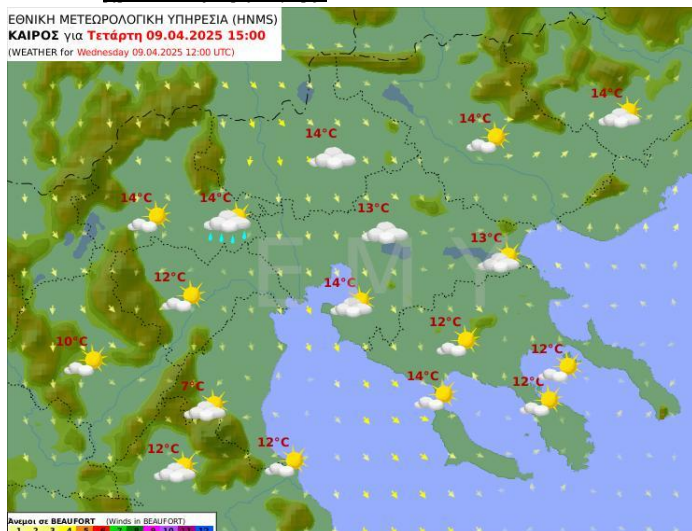 ΕΘΝΙΚΗ ΜΕΤΕΩΡΟΛΟΓΙΚΗ ΥΠΗΡΕΣΙΑ (HNMS)
ΚΑΙΡΟΣ για Τετάρτη 09.04.2025 15:00
(WEATHER for Wednesday 09.04.2025 12:00 UTC)
14°C
14°C
14°C
14°C 14°C
13°C
13°C
12°C
14°C
12°C
10°C
12°C
7°C
14°C
12°C
12°C
12°C
E M Y
Άνεμοι σε BEAUFORT (Winds in BEAUFORT)